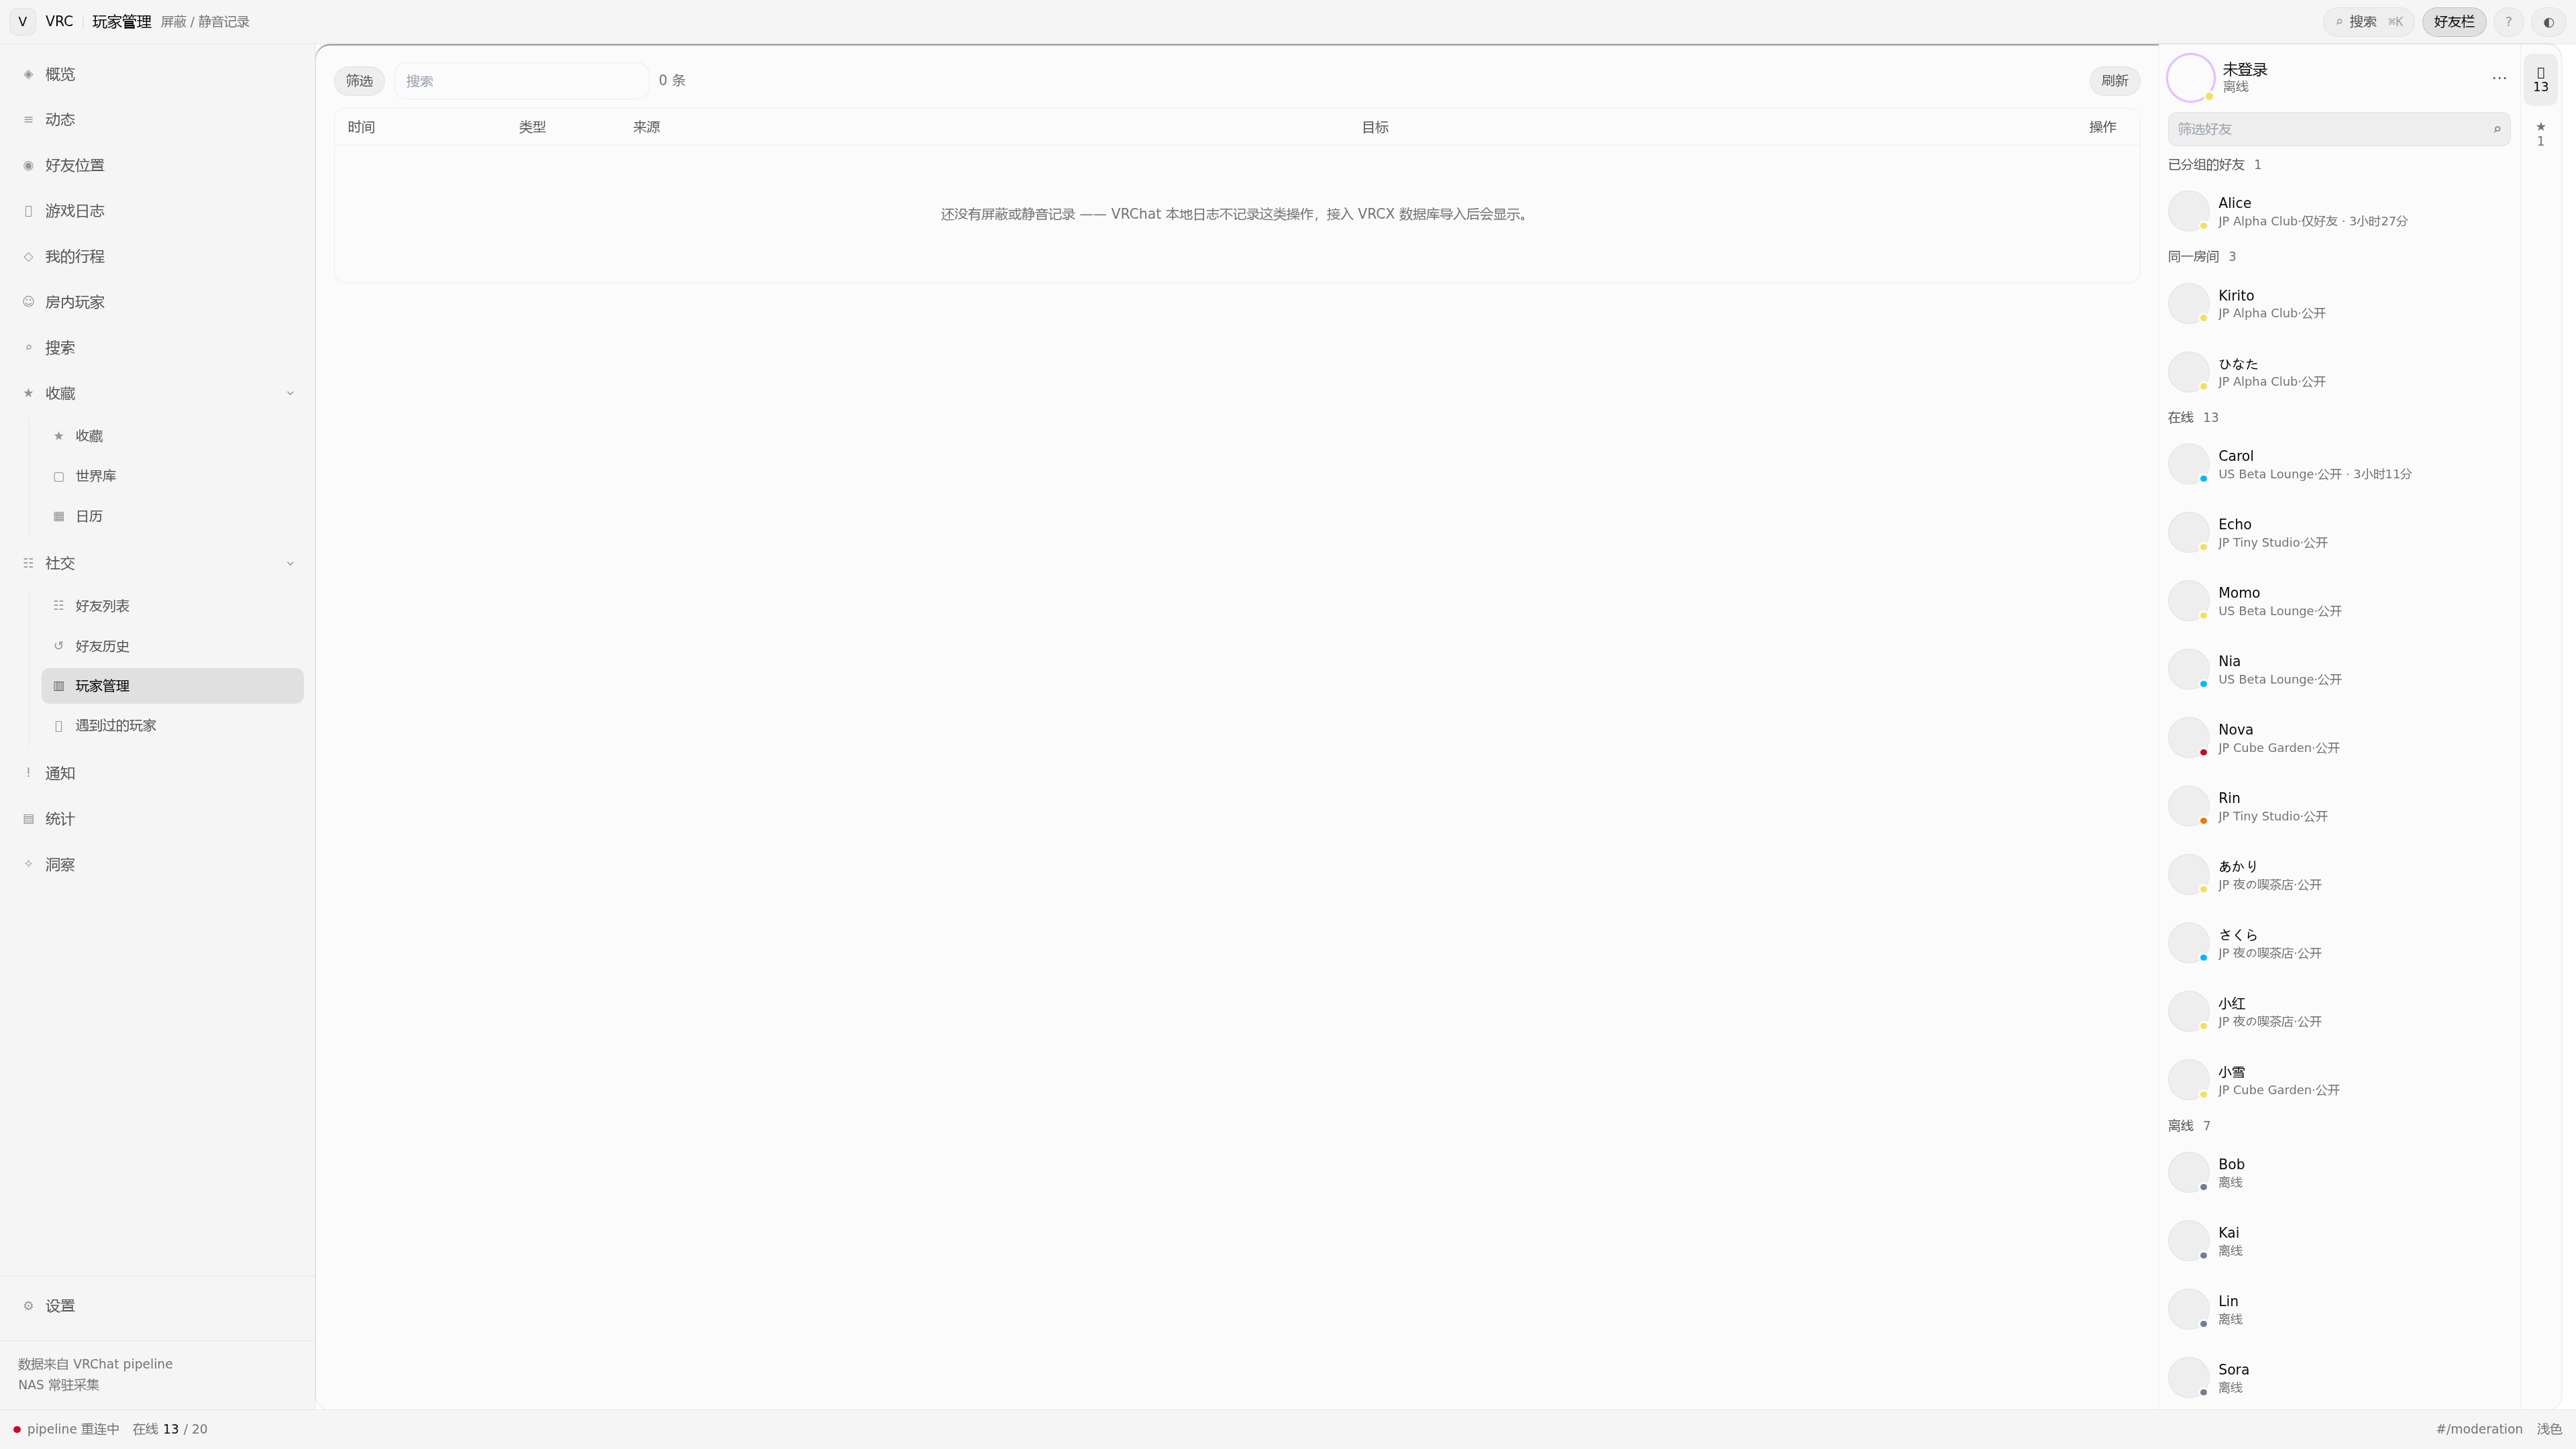 V VRC 玩家管理 屏蔽 / 静音记录
搜索 ⌘K 好友栏 ?
概览
动态
好友位置
游戏日志
我的行程
房内玩家
搜索
收藏
收藏
世界库
日历
社交
好友列表
好友历史
玩家管理
遇到过的玩家
! 通知
统计
洞察
设置
数据来自 VRChat pipeline
NAS 常驻采集
筛选 搜索 0 条 刷新
时间 类型 来源 目标 操作
还没有屏蔽或静音记录 —— VRChat 本地日志不记录这类操作，接入 VRCX 数据库导入后会显示。
未登录
离线
···
13
★
1
筛选好友
已分组的好友 1
Alice
JP Alpha Club·仅好友 · 3小时27分
同一房间 3
Kirito
JP Alpha Club·公开
ひなた
JP Alpha Club·公开
在线 13
Carol
US Beta Lounge·公开 · 3小时11分
Echo
JP Tiny Studio·公开
Momo
US Beta Lounge·公开
Nia
US Beta Lounge·公开
Nova
JP Cube Garden·公开
Rin
JP Tiny Studio·公开
あかり
JP 夜の喫茶店·公开
さくら
JP 夜の喫茶店·公开
小红
JP 夜の喫茶店·公开
小雪
JP Cube Garden·公开
离线 7
Bob
离线
Kai
离线
Lin
离线
Sora
离线
pipeline 重连中 在线 13 / 20
#/moderation 浅色